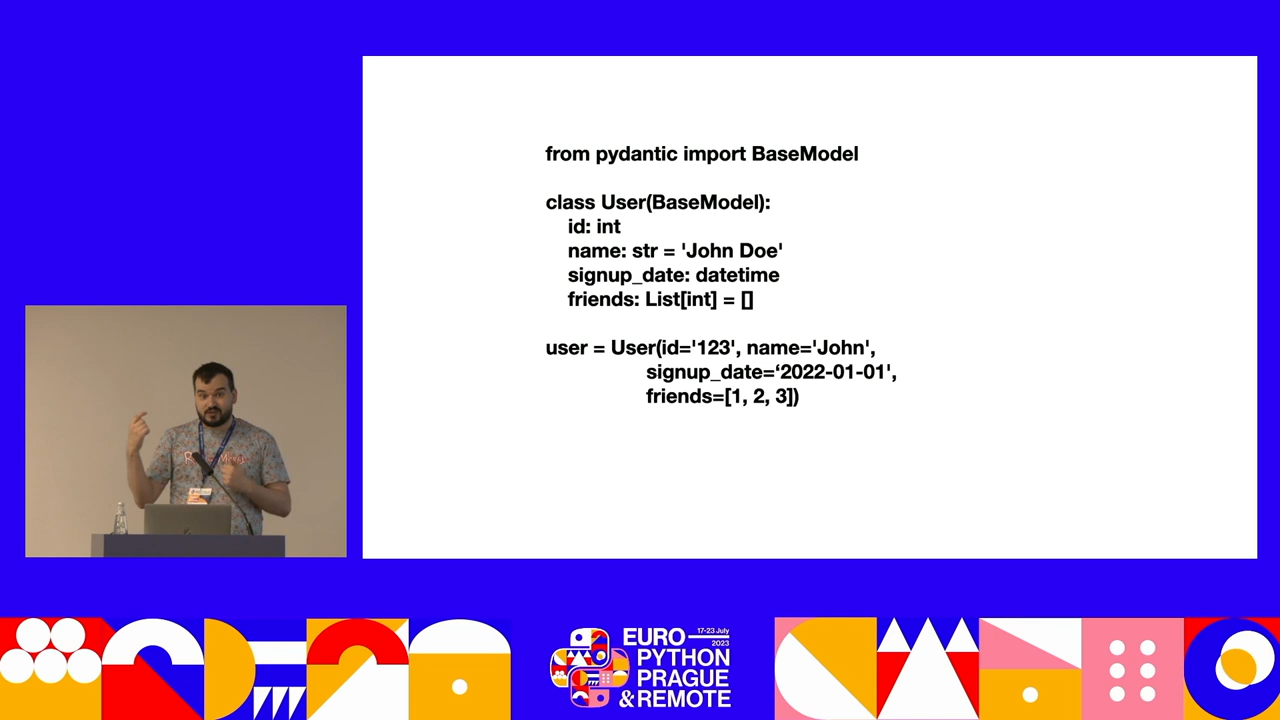 from pydantic import BaseModel
class User(BaseModel):
id: int
name: str = 'John Doe'
signup_date: datetime
friends: List[int] = []
user = User(id='123', name='John',
signup_date=‘2022-01-01',
friends=[1, 2, 3])
EURO
17-23 July
2023
PYTHON
PRAGUE
& REMOTE